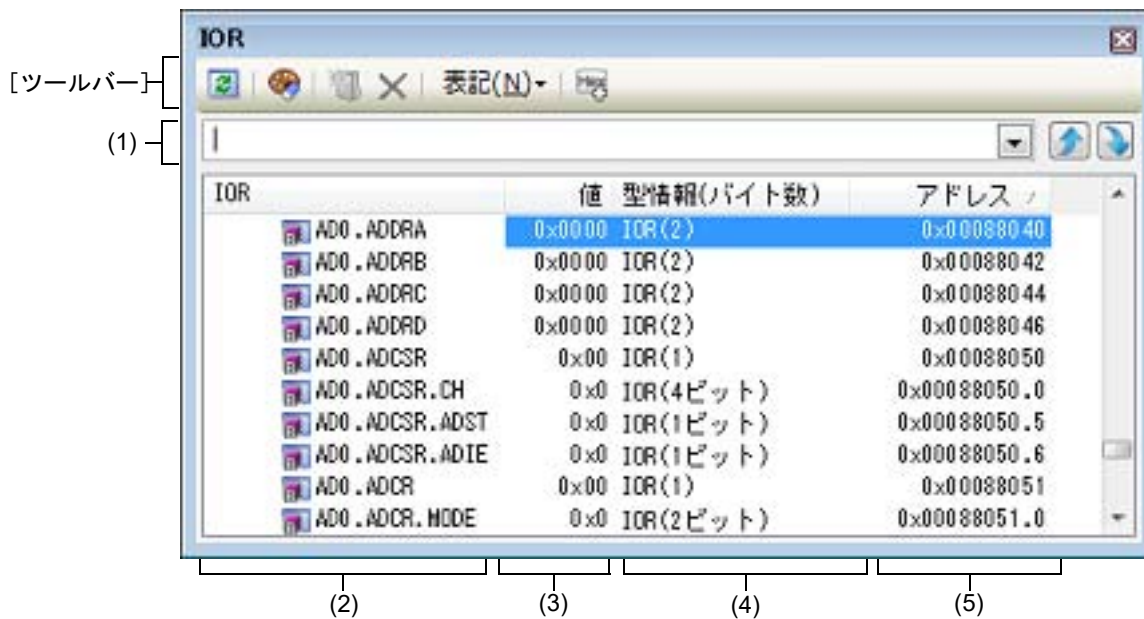 IOR
[ツールバー]
表記(N)
(1)
IOR 値 型情報(バイト数) アドレス
AD0.ADDRA 0x0000 IOR(2) 0x00088040
AD0.ADDRB 0x0000 IOR(2) 0x00088042
AD0.ADDRC 0x0000 IOR(2) 0x00088044
AD0.ADDRD 0x0000 IOR(2) 0x00088046
AD0.ADCSR 0x00 IOR(1) 0x00088050
AD0.ADCSR.CH 0x0 IOR(4ビット) 0x00088050.0
AD0.ADCSR.ADST 0x0 IOR(1ビット) 0x00088050.5
AD0.ADCSR.ADIE 0x0 IOR(1ビット) 0x00088050.6
AD0.ADCR 0x00 IOR(1) 0x00088051
AD0.ADCR.MODE 0x0 IOR(2ビット) 0x00088051.0
(2) (3) (4) (5)